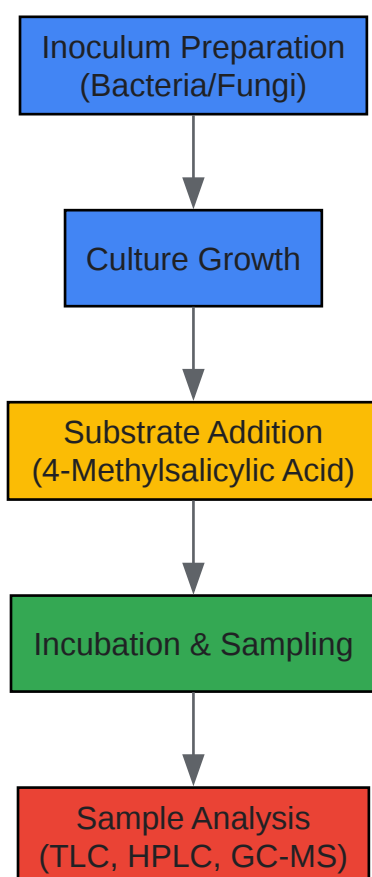 Inoculum Preparation
(Bacteria/Fungi)
Culture Growth
Substrate Addition
(4-Methylsalicylic Acid)
Incubation & Sampling
Sample Analysis
(TLC, HPLC, GC-MS)